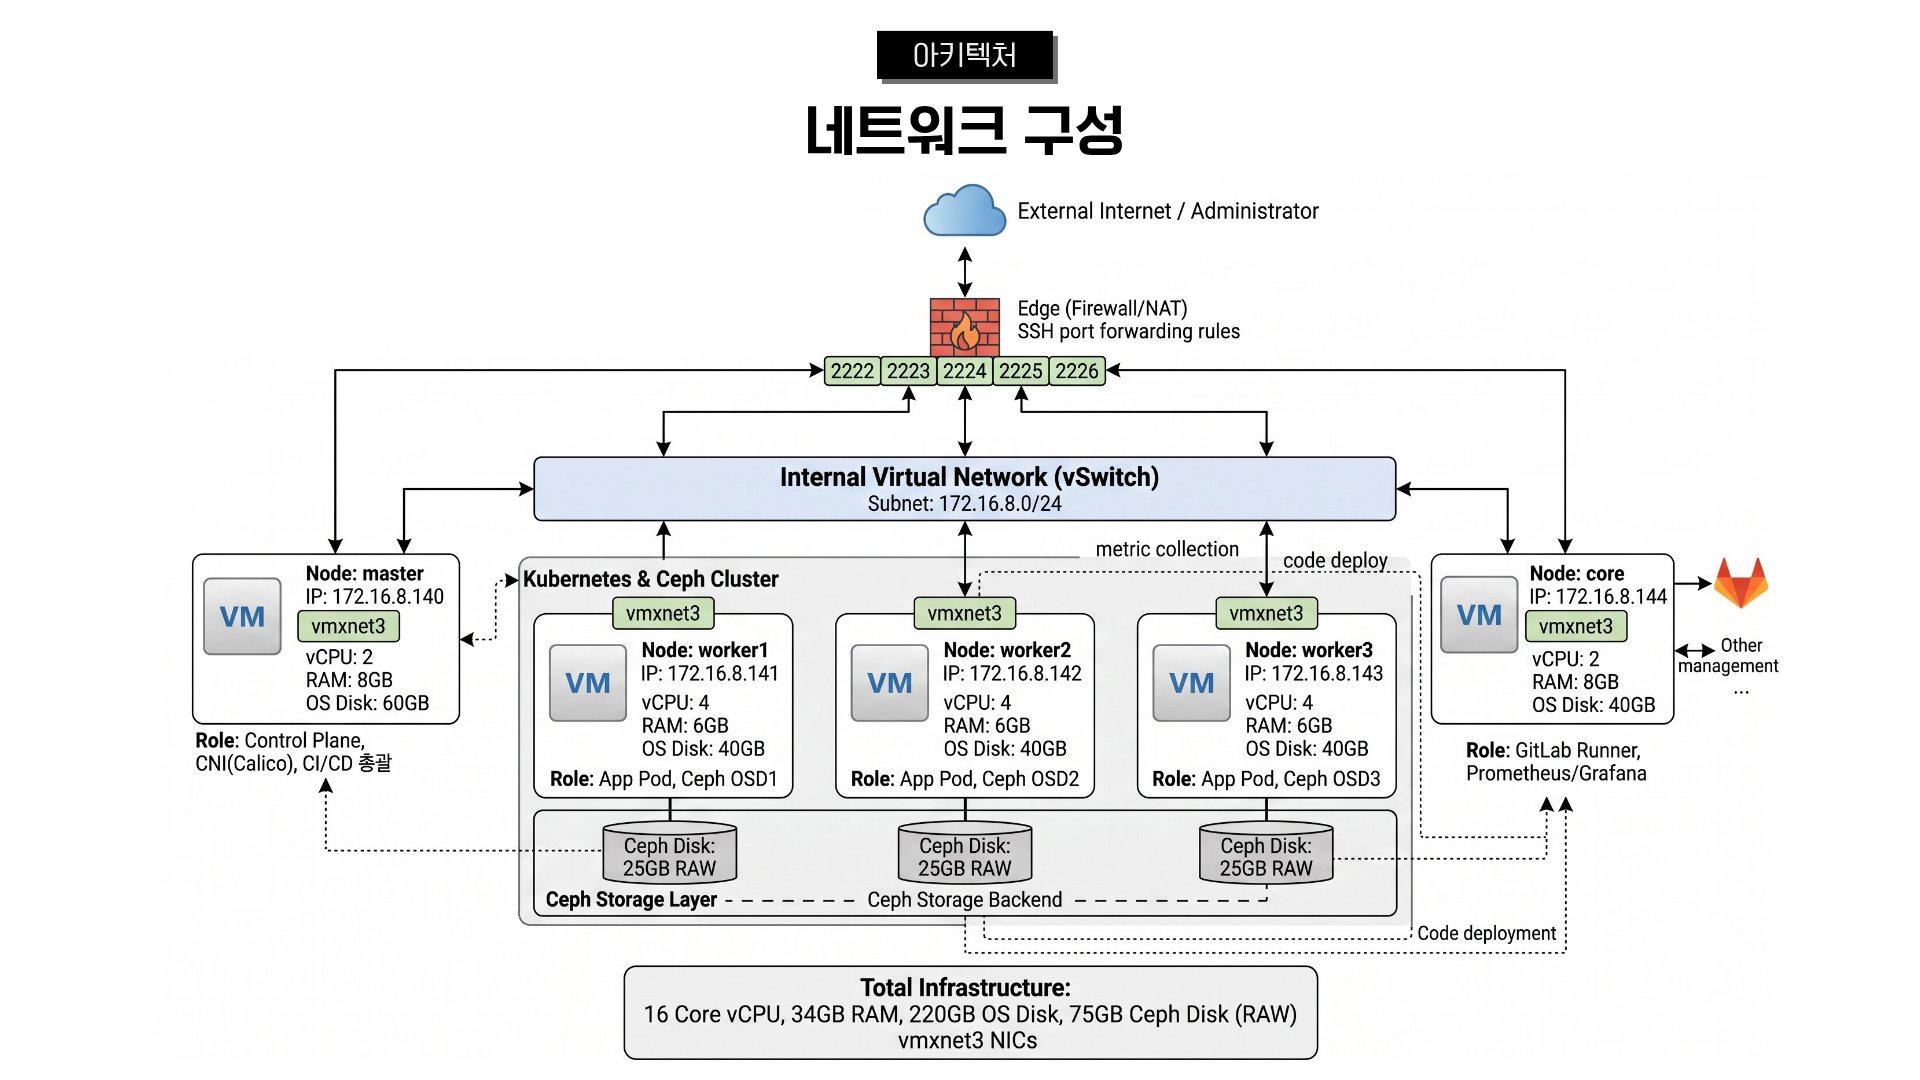 아키텍처
네트워크 구성
External Internet / Administrator
Edge (Firewall/NAT)
SSH port forwarding rules
2222 2223 2224 2225 2226
Internal Virtual Network (vSwitch)
Subnet: 172.16.8.0/24
metric collection
code deploy
VM
Node: master
IP: 172.16.8.140
vmxnet3
vCPU: 2
RAM: 8GB
OS Disk: 60GB
Role: Control Plane,
CNI(Calico), CI/CD 총괄
Kubernetes & Ceph Cluster
vmxnet3
VM
Node: worker1
IP: 172.16.8.141
vCPU: 4
RAM: 6GB
OS Disk: 40GB
Role: App Pod, Ceph OSD1
vmxnet3
VM
Node: worker2
IP: 172.16.8.142
vCPU: 4
RAM: 6GB
OS Disk: 40GB
Role: App Pod, Ceph OSD2
vmxnet3
VM
Node: worker3
IP: 172.16.8.143
vCPU: 4
RAM: 6GB
OS Disk: 40GB
Role: App Pod, Ceph OSD3
VM
Node: core
IP: 172.16.8.144
vmxnet3
vCPU: 2
RAM: 8GB
OS Disk: 40GB
Other
management
...
Role: GitLab Runner,
Prometheus/Grafana
Ceph Disk:
25GB RAW
Ceph Disk:
25GB RAW
Ceph Disk:
25GB RAW
Ceph Storage Layer
Ceph Storage Backend
Code deployment
Total Infrastructure:
16 Core vCPU, 34GB RAM, 220GB OS Disk, 75GB Ceph Disk (RAW)
vmxnet3 NICs